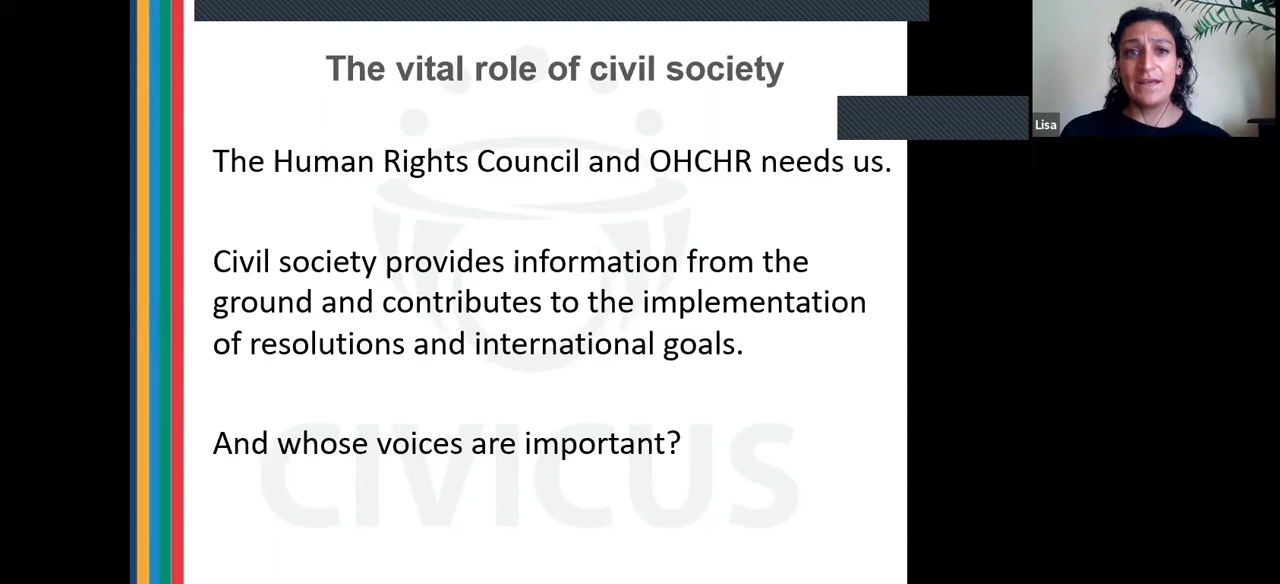 The vital role of civil society
Lisa
The Human Rights Council and OHCHR needs us.
Civil society provides information from the
ground and contributes to the implementation
of resolutions and international goals.
And whose voices are important?
CIVICUS